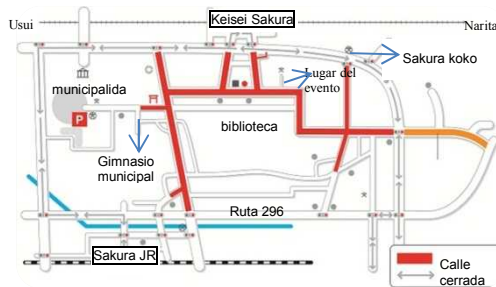 Keisei Sakura
Usui
Narita
Sakura koko
Lugar del
evento
municipalida
P
biblioteca
Gimnasio
municipal
Ruta 296
Sakura JR
Calle
cerrada